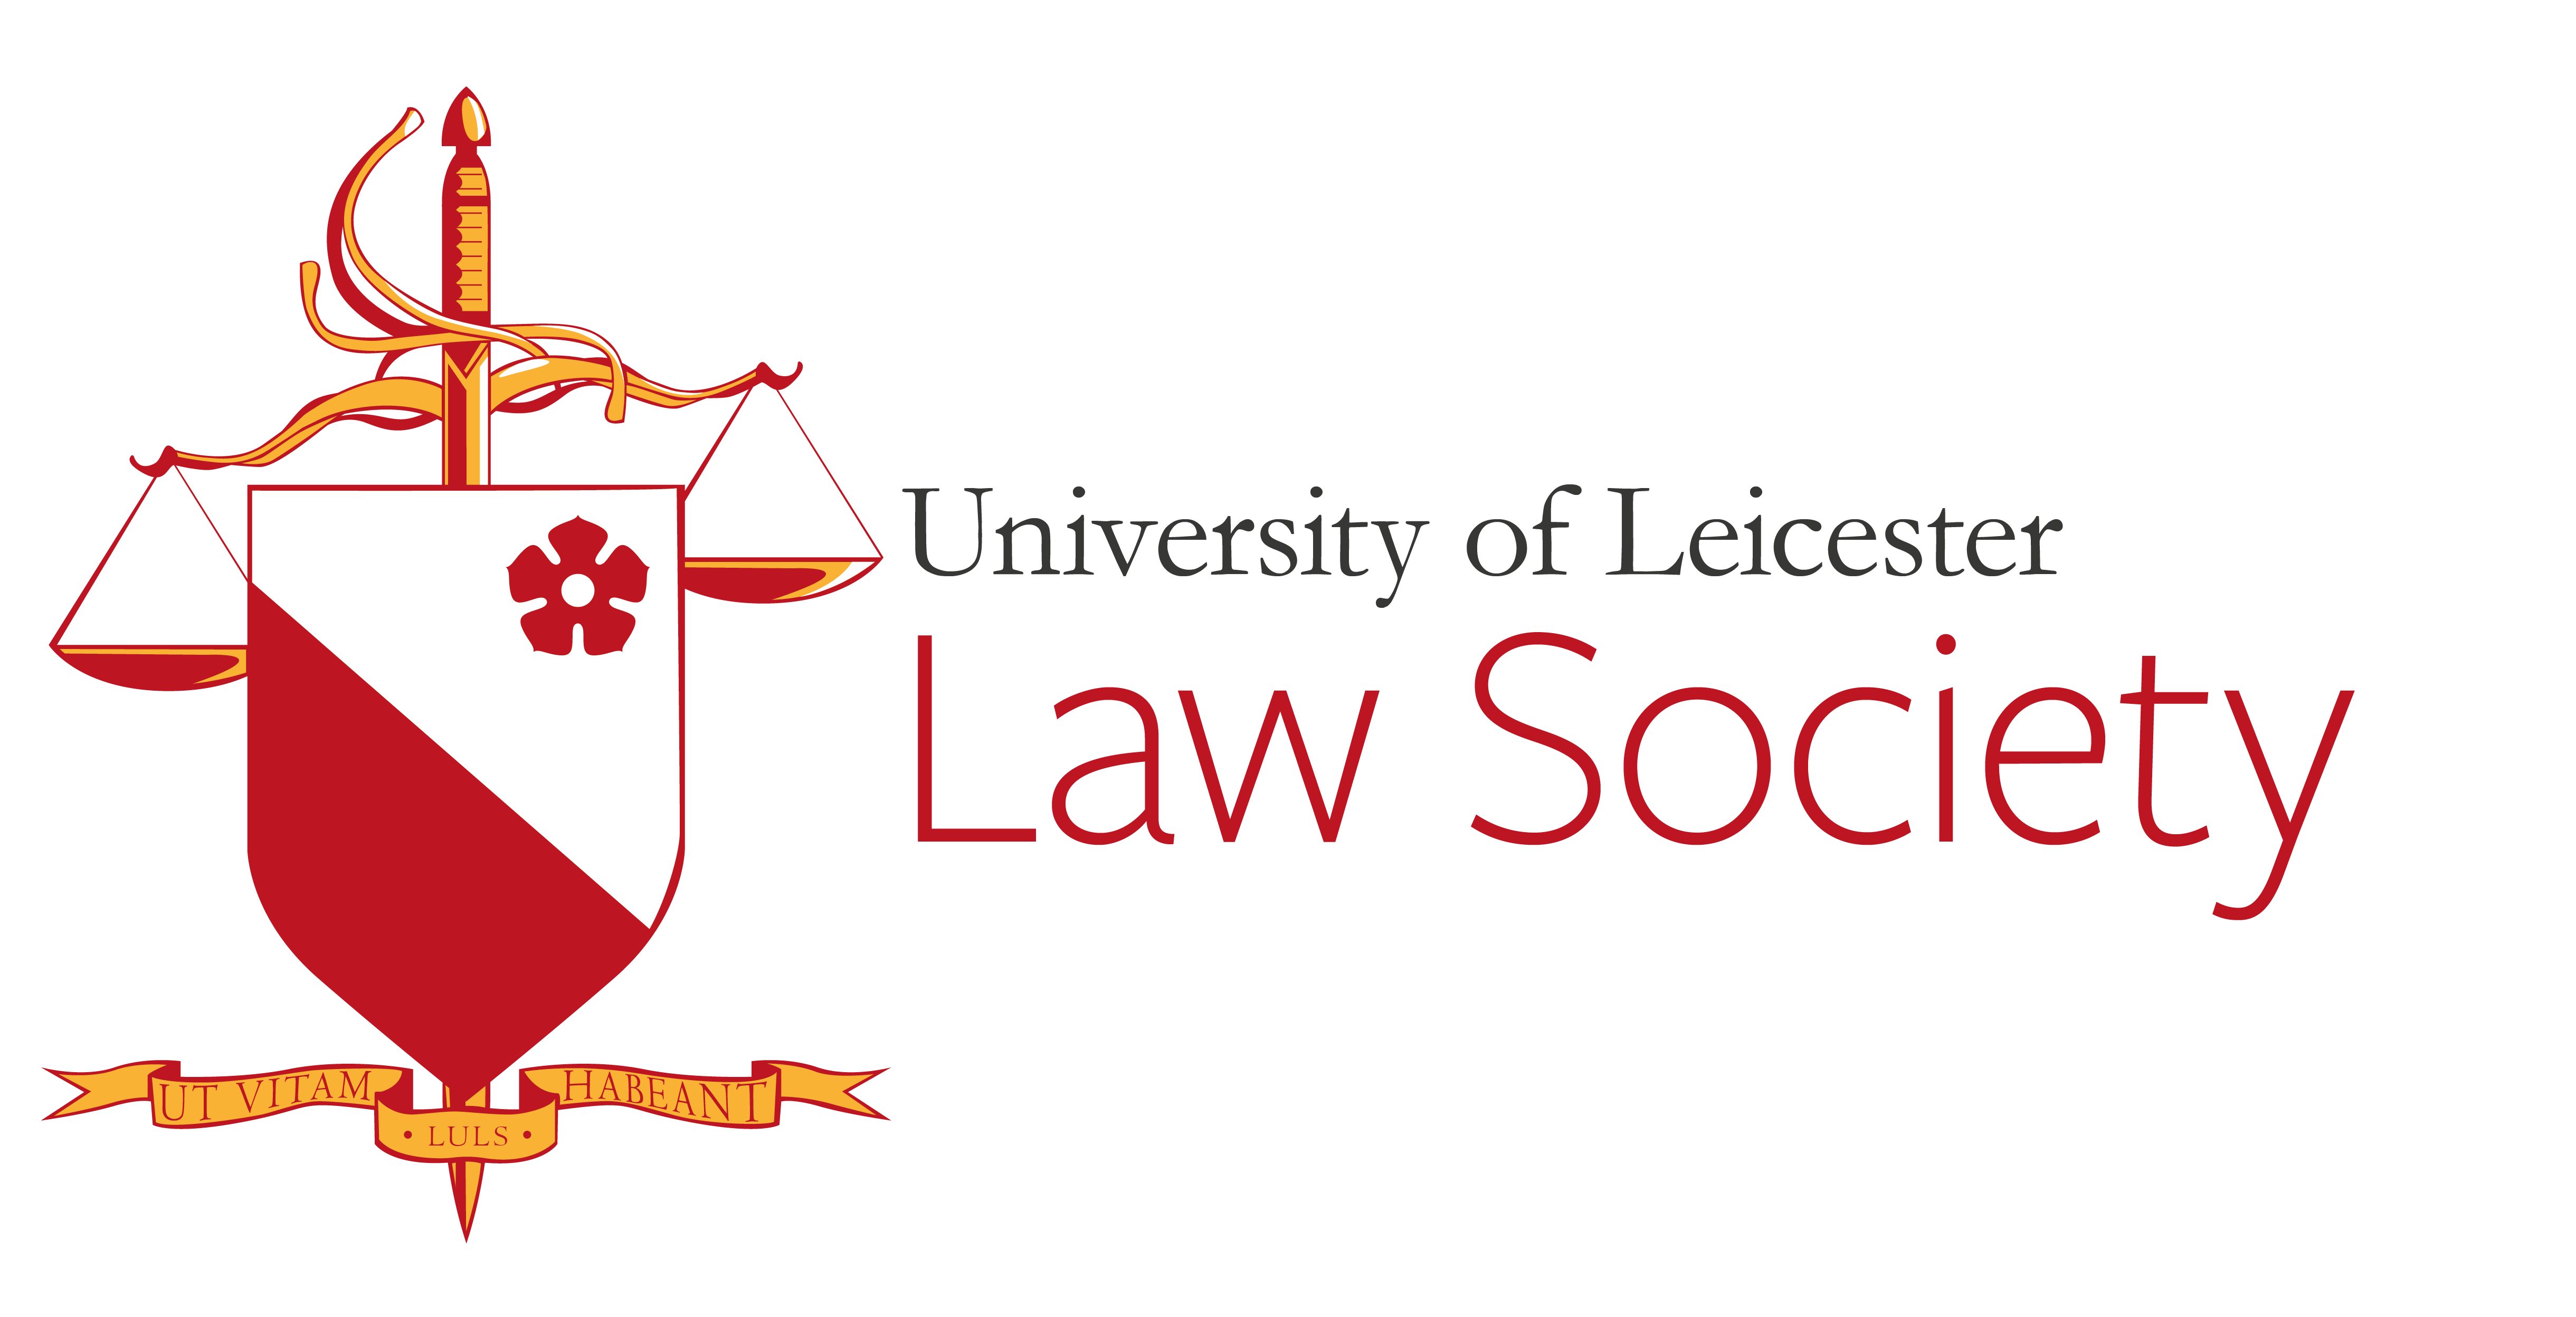 University of Leicester
Law Society
UT VITAM HABEANT
• LULS •